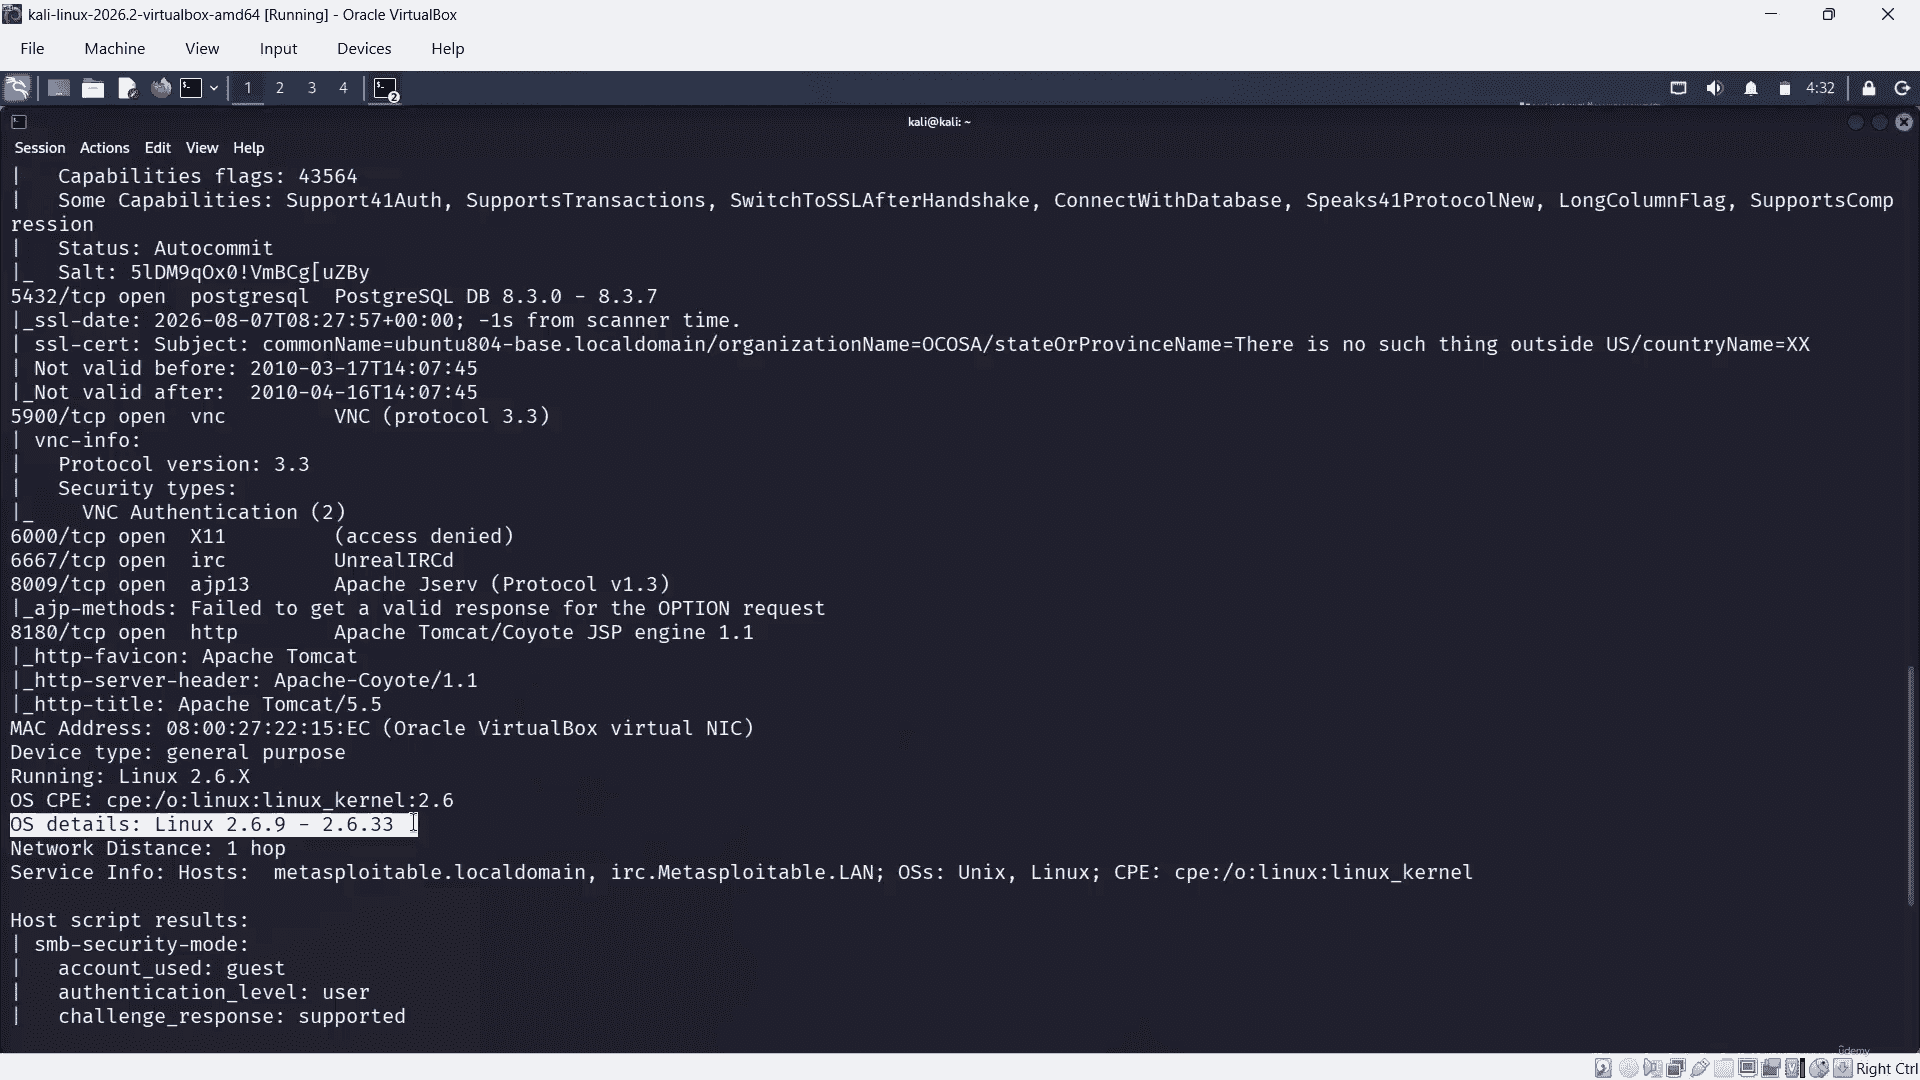 kali-linux-2026.2-virtualbox-amd64 [Running] - Oracle VirtualBox
File Machine View Input Devices Help
1 2 3 4 2 4:32
kali@kali: ~
Session Actions Edit View Help
|   Capabilities flags: 43564
|   Some Capabilities: Support41Auth, SupportsTransactions, SwitchToSSLAfterHandshake, ConnectWithDatabase, Speaks41ProtocolNew, LongColumnFlag, SupportsComp
ression
|   Status: Autocommit
|_  Salt: 5lDM9qOx0!VmBCg[uZBy
5432/tcp open  postgresql  PostgreSQL DB 8.3.0 - 8.3.7
|_ssl-date: 2026-08-07T08:27:57+00:00; -1s from scanner time.
| ssl-cert: Subject: commonName=ubuntu804-base.localdomain/organizationName=OCOSA/stateOrProvinceName=There is no such thing outside US/countryName=XX
| Not valid before: 2010-03-17T14:07:45
|_Not valid after:  2010-04-16T14:07:45
5900/tcp open  vnc         VNC (protocol 3.3)
| vnc-info:
|   Protocol version: 3.3
|   Security types:
|_    VNC Authentication (2)
6000/tcp open  X11         (access denied)
6667/tcp open  irc         UnrealIRCd
8009/tcp open  ajp13       Apache Jserv (Protocol v1.3)
|_ajp-methods: Failed to get a valid response for the OPTION request
8180/tcp open  http        Apache Tomcat/Coyote JSP engine 1.1
|_http-favicon: Apache Tomcat
|_http-server-header: Apache-Coyote/1.1
|_http-title: Apache Tomcat/5.5
MAC Address: 08:00:27:22:15:EC (Oracle VirtualBox virtual NIC)
Device type: general purpose
Running: Linux 2.6.X
OS CPE: cpe:/o:linux:linux_kernel:2.6
OS details: Linux 2.6.9 - 2.6.33
Network Distance: 1 hop
Service Info: Hosts:  metasploitable.localdomain, irc.Metasploitable.LAN; OSs: Unix, Linux; CPE: cpe:/o:linux:linux_kernel
Host script results:
| smb-security-mode:
|   account_used: guest
|   authentication_level: user
|   challenge_response: supported
udemy
Right Ctrl